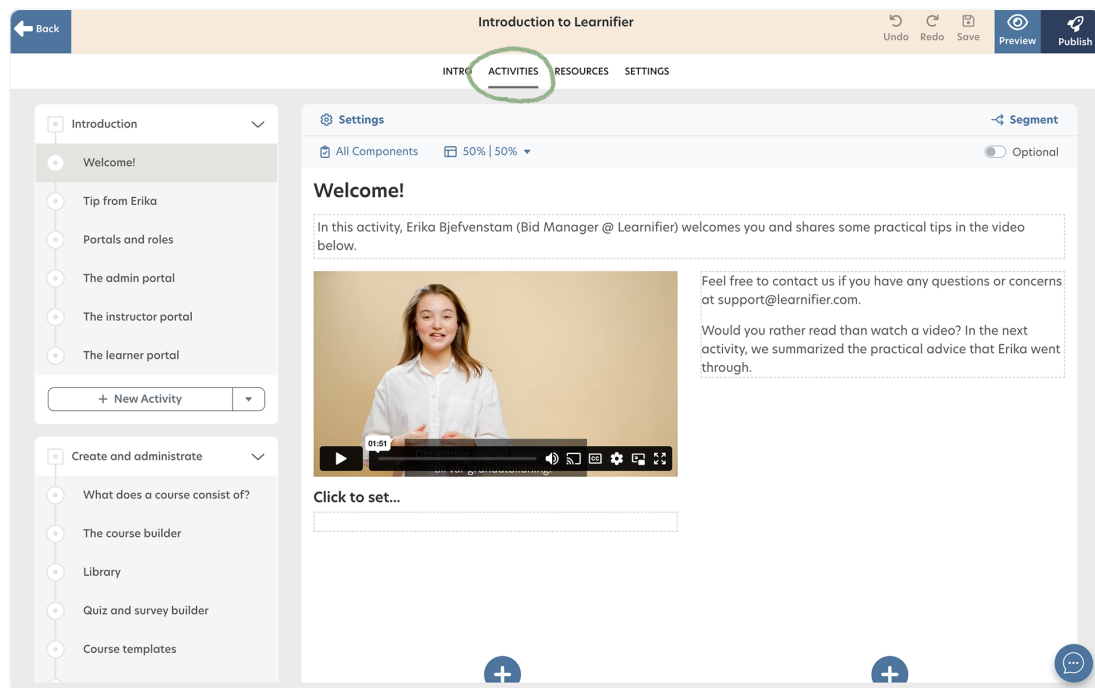 Back
Introduction to Learnifier
Undo
Redo
Save
Preview
Publish
INTRO
ACTIVITIES
RESOURCES
SETTINGS
Introduction
Welcome!
Tip from Erika
Portals and roles
The admin portal
The instructor portal
The learner portal
+ New Activity
Create and administrate
What does a course consist of?
The course builder
Library
Quiz and survey builder
Course templates
Settings
Segment
All Components
50% | 50%
Optional
Welcome!
In this activity, Erika Bjefvenstam (Bid Manager @ Learnifier) welcomes you and shares some practical tips in the video
below.
01:51
CC
Click to set...
Feel free to contact us if you have any questions or concerns
at support@learnifier.com.
Would you rather read than watch a video? In the next
activity, we summarized the practical advice that Erika went
through.